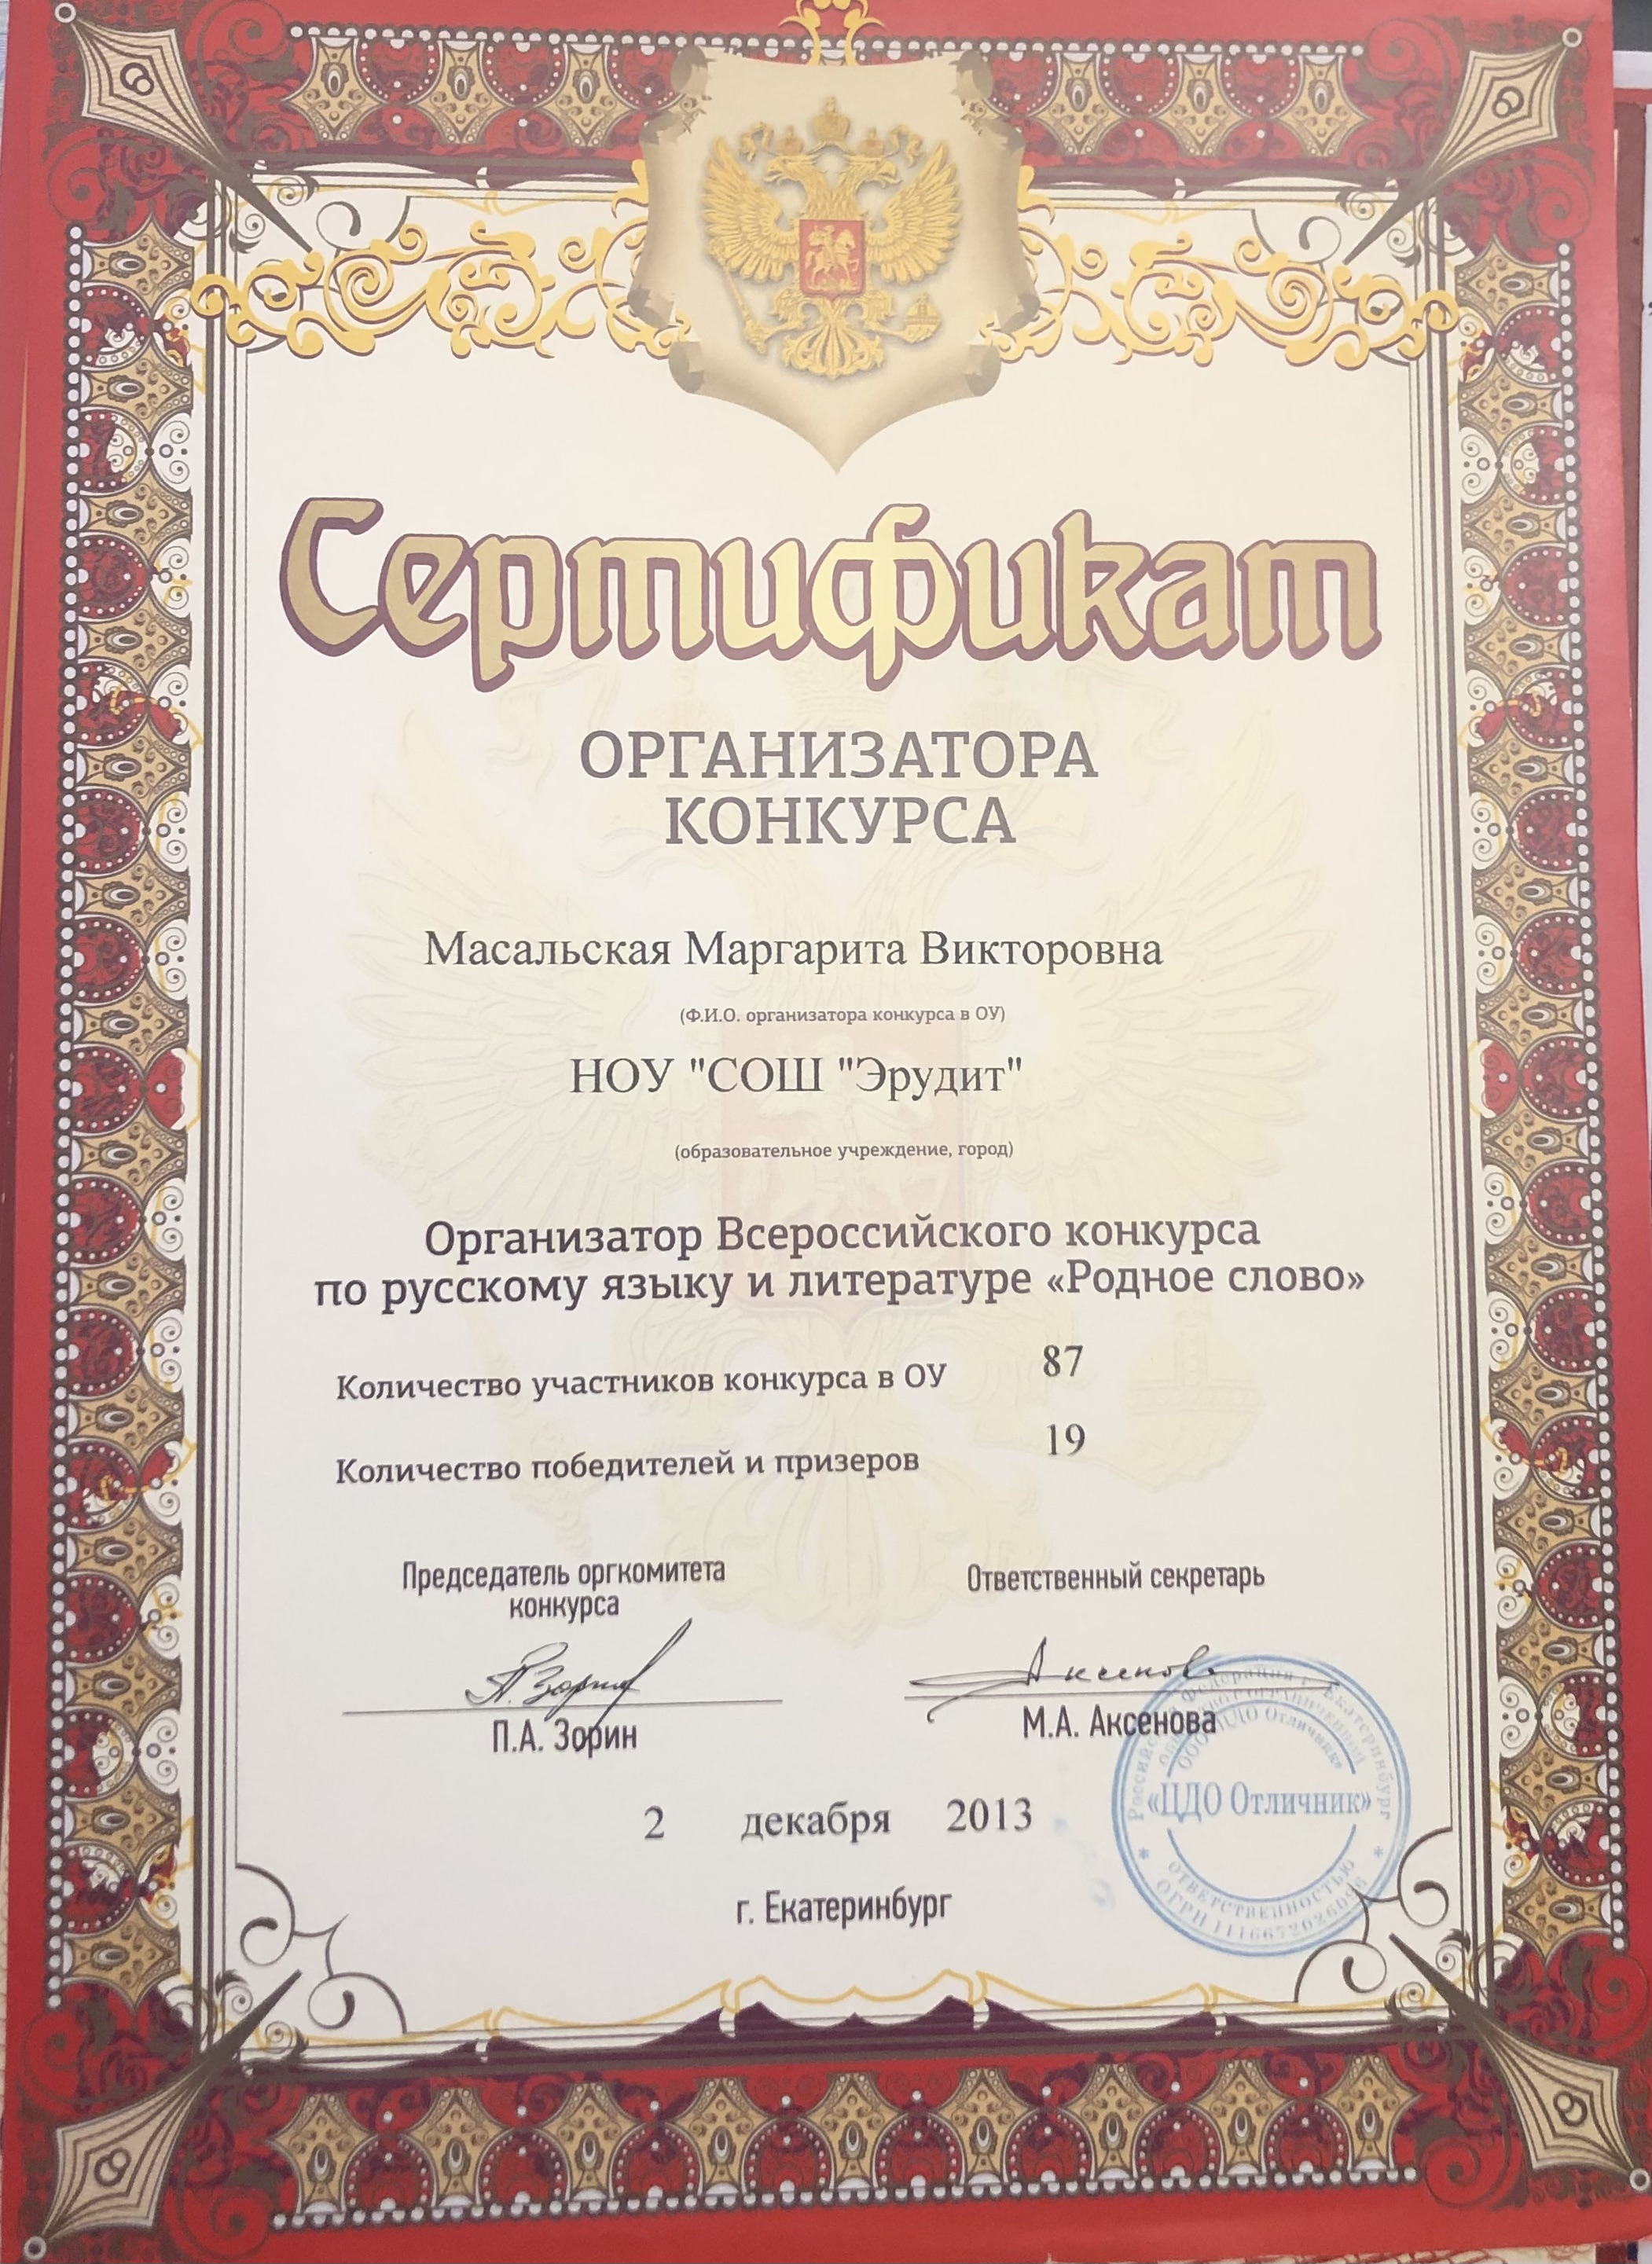 Сертификат
ОРГАНИЗАТОРА
КОНКУРСА
Масальская Маргарита Викторовна
(Ф.И.О. организатора конкурса в ОУ)
НОУ "СОШ "Эрудит"
(образовательное учреждение, город)
Организатор Всероссийского конкурса
по русскому языку и литературе «Родное слово»
Количество участников конкурса в ОУ 87
Количество победителей и призеров 19
Председатель оргкомитета
конкурса
П.А. Зорин
Ответственный секретарь
М.А. Аксенова
2 декабря 2013
г. Екатеринбург
«ЦДО Отличник»
ответственностью